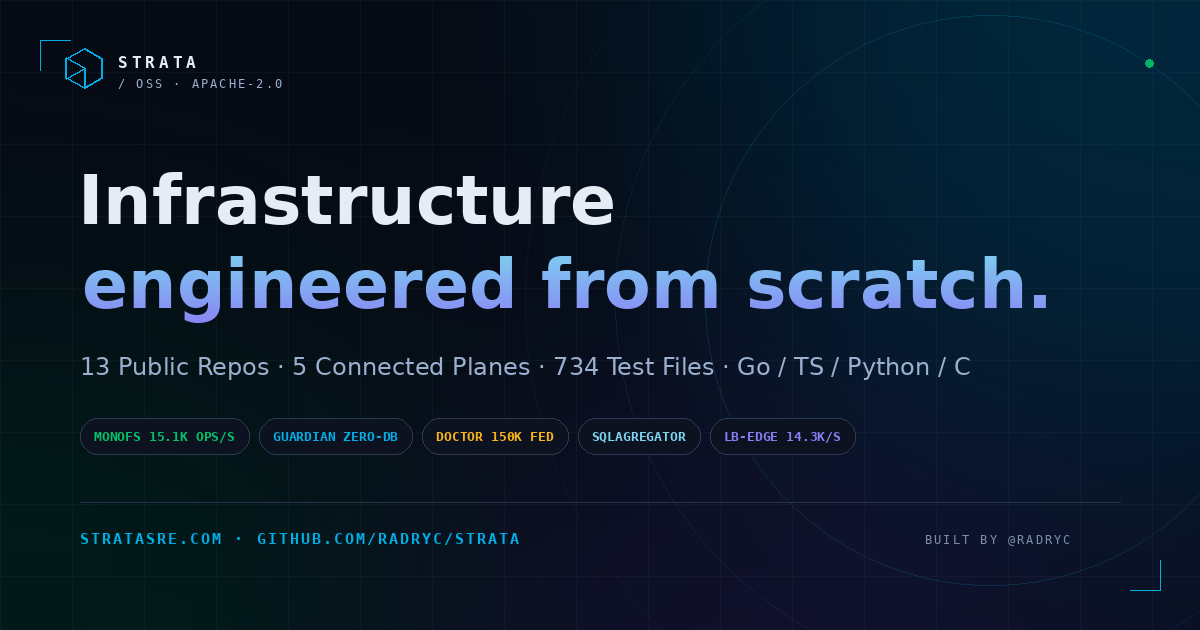 STRATA
/ OSS · APACHE-2.0
Infrastructure
engineered from scratch.
13 Public Repos · 5 Connected Planes · 734 Test Files · Go / TS / Python / C
MONOFS 15.1K OPS/S
GUARDIAN ZERO-DB
DOCTOR 150K FED
SQLAGREGATOR
LB-EDGE 14.3K/S
STRATASRE.COM · GITHUB.COM/RADRYC/STRATA
BUILT BY @RADRYC